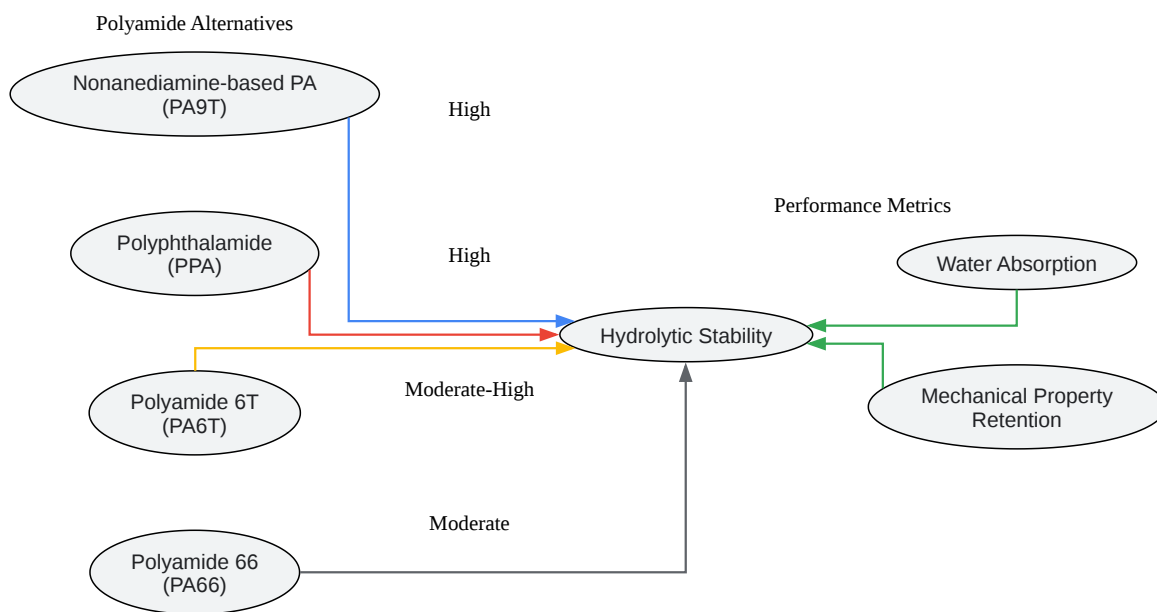 Polyamide Alternatives
Nonanediamine-based PA
(PA9T)
High
Polyphthalamide
(PPA)
High
Performance Metrics
Water Absorption
Hydrolytic Stability
Moderate-High
Polyamide 6T
(PA6T)
Mechanical Property
Retention
Moderate
Polyamide 66
(PA66)